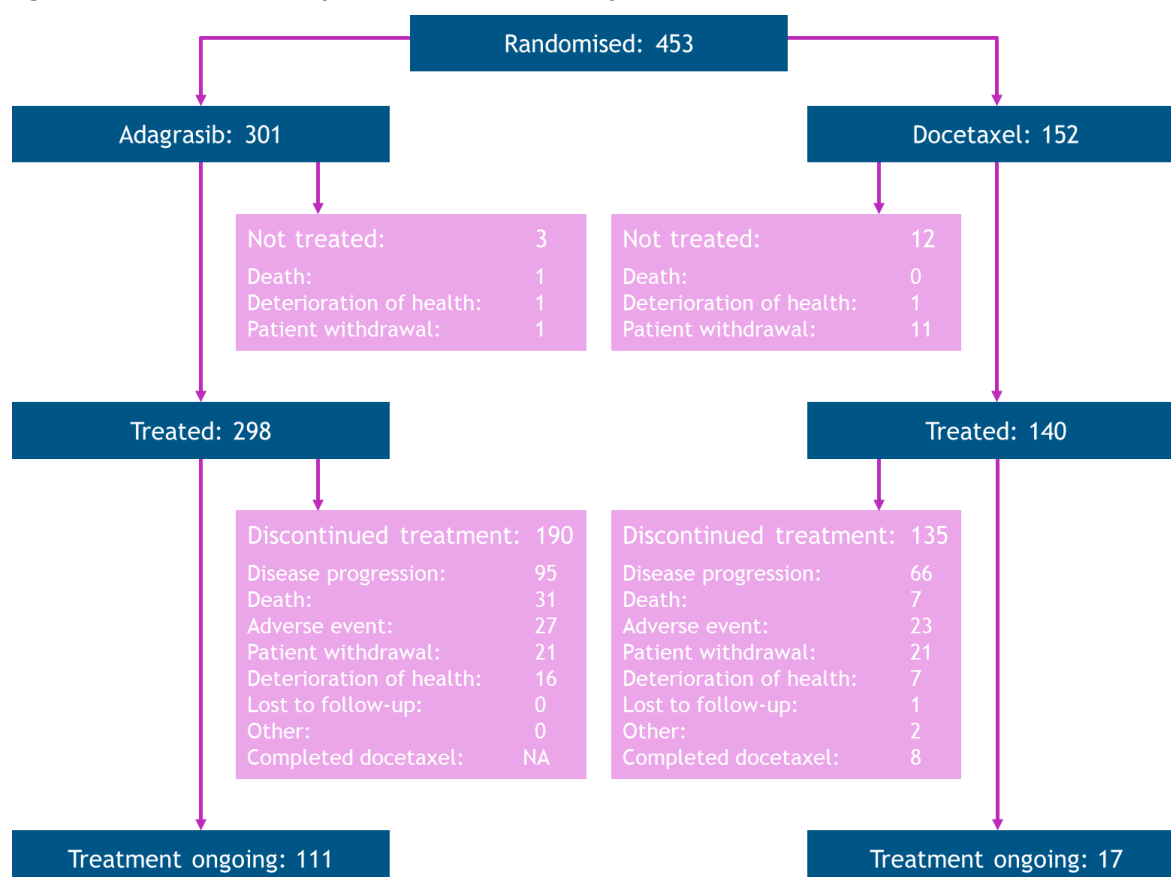 Randomised: 453
Adagrasib: 301
Docetaxel: 152
Not treated: 3
Death: 1
Deterioration of health: 1
Patient withdrawal: 1
Not treated: 12
Death: 0
Deterioration of health: 1
Patient withdrawal: 11
Treated: 298
Treated: 140
Discontinued treatment: 190
Disease progression: 95
Death: 31
Adverse event: 27
Patient withdrawal: 21
Deterioration of health: 16
Lost to follow-up: 0
Other: 0
Completed docetaxel: NA
Discontinued treatment: 135
Disease progression: 66
Death: 7
Adverse event: 23
Patient withdrawal: 21
Deterioration of health: 7
Lost to follow-up: 1
Other: 2
Completed docetaxel: 8
Treatment ongoing: 111
Treatment ongoing: 17